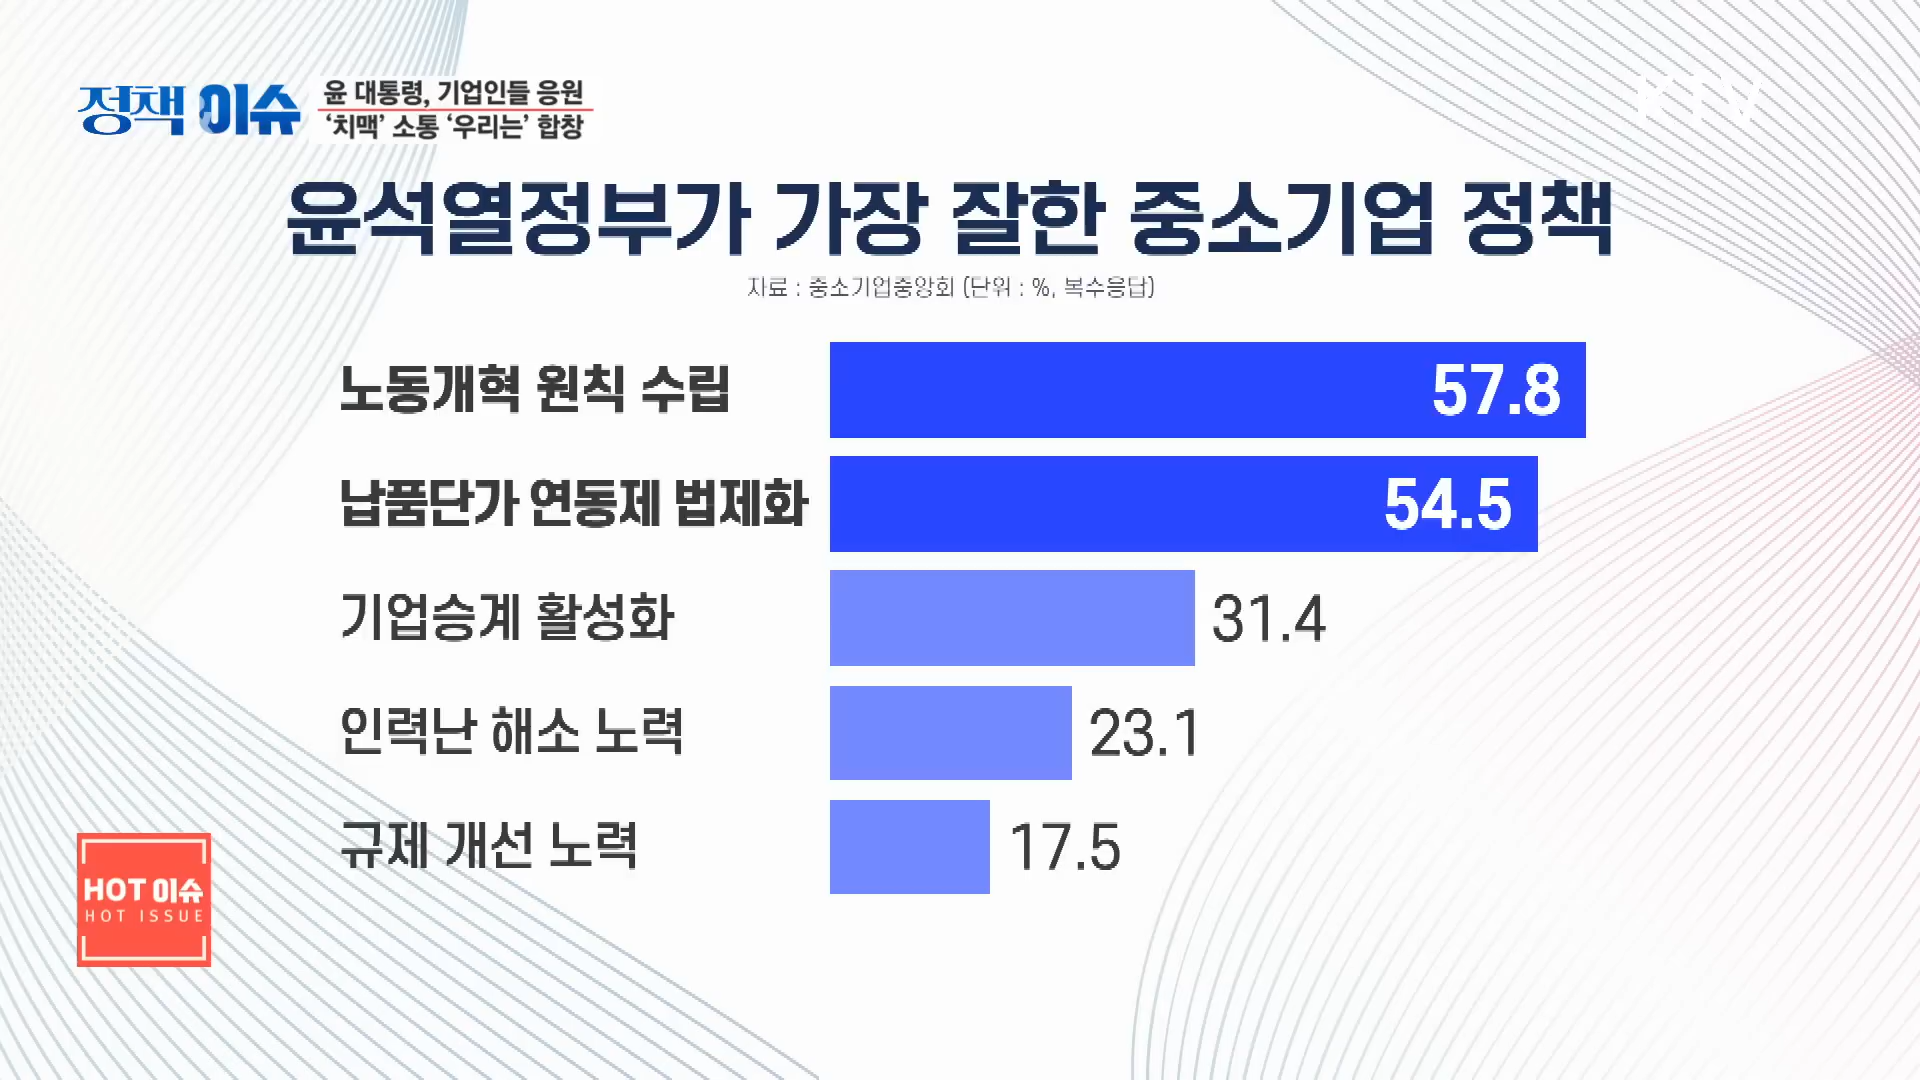 정책 이슈
윤 대통령, 기업인들 응원
‘치맥’ 소통 ‘우리는’ 합창
KTV
윤석열정부가 가장 잘한 중소기업 정책
자료 : 중소기업중앙회 (단위 : %, 복수응답)
노동개혁 원칙 수립 57.8
납품단가 연동제 법제화 54.5
기업승계 활성화 31.4
인력난 해소 노력 23.1
규제 개선 노력 17.5
HOT 이슈
HOT ISSUE